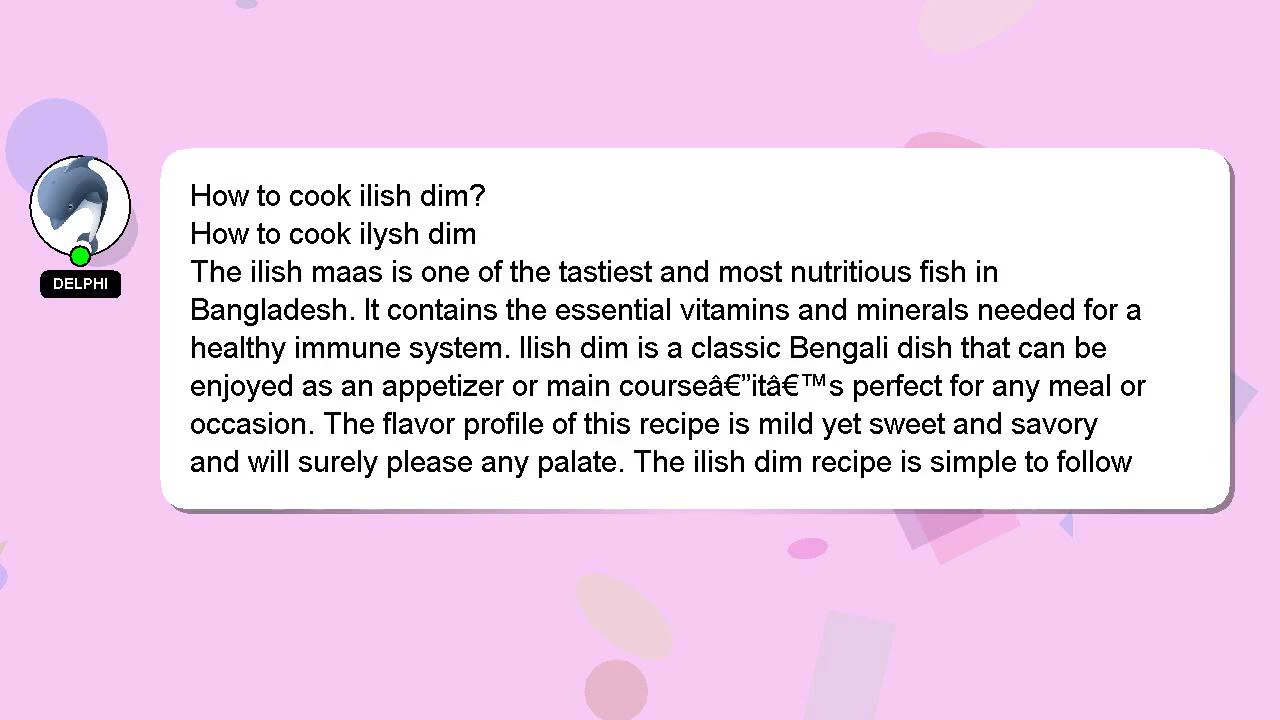 How to cook ilish dim?
How to cook ilysh dim
The ilish maas is one of the tastiest and most nutritious fish in
Bangladesh. It contains the essential vitamins and minerals needed for a
healthy immune system. Ilish dim is a classic Bengali dish that can be
enjoyed as an appetizer or main courseâ€”itâ€™s perfect for any meal or
occasion. The flavor profile of this recipe is mild yet sweet and savory
and will surely please any palate. The ilish dim recipe is simple to follow
DELPHI